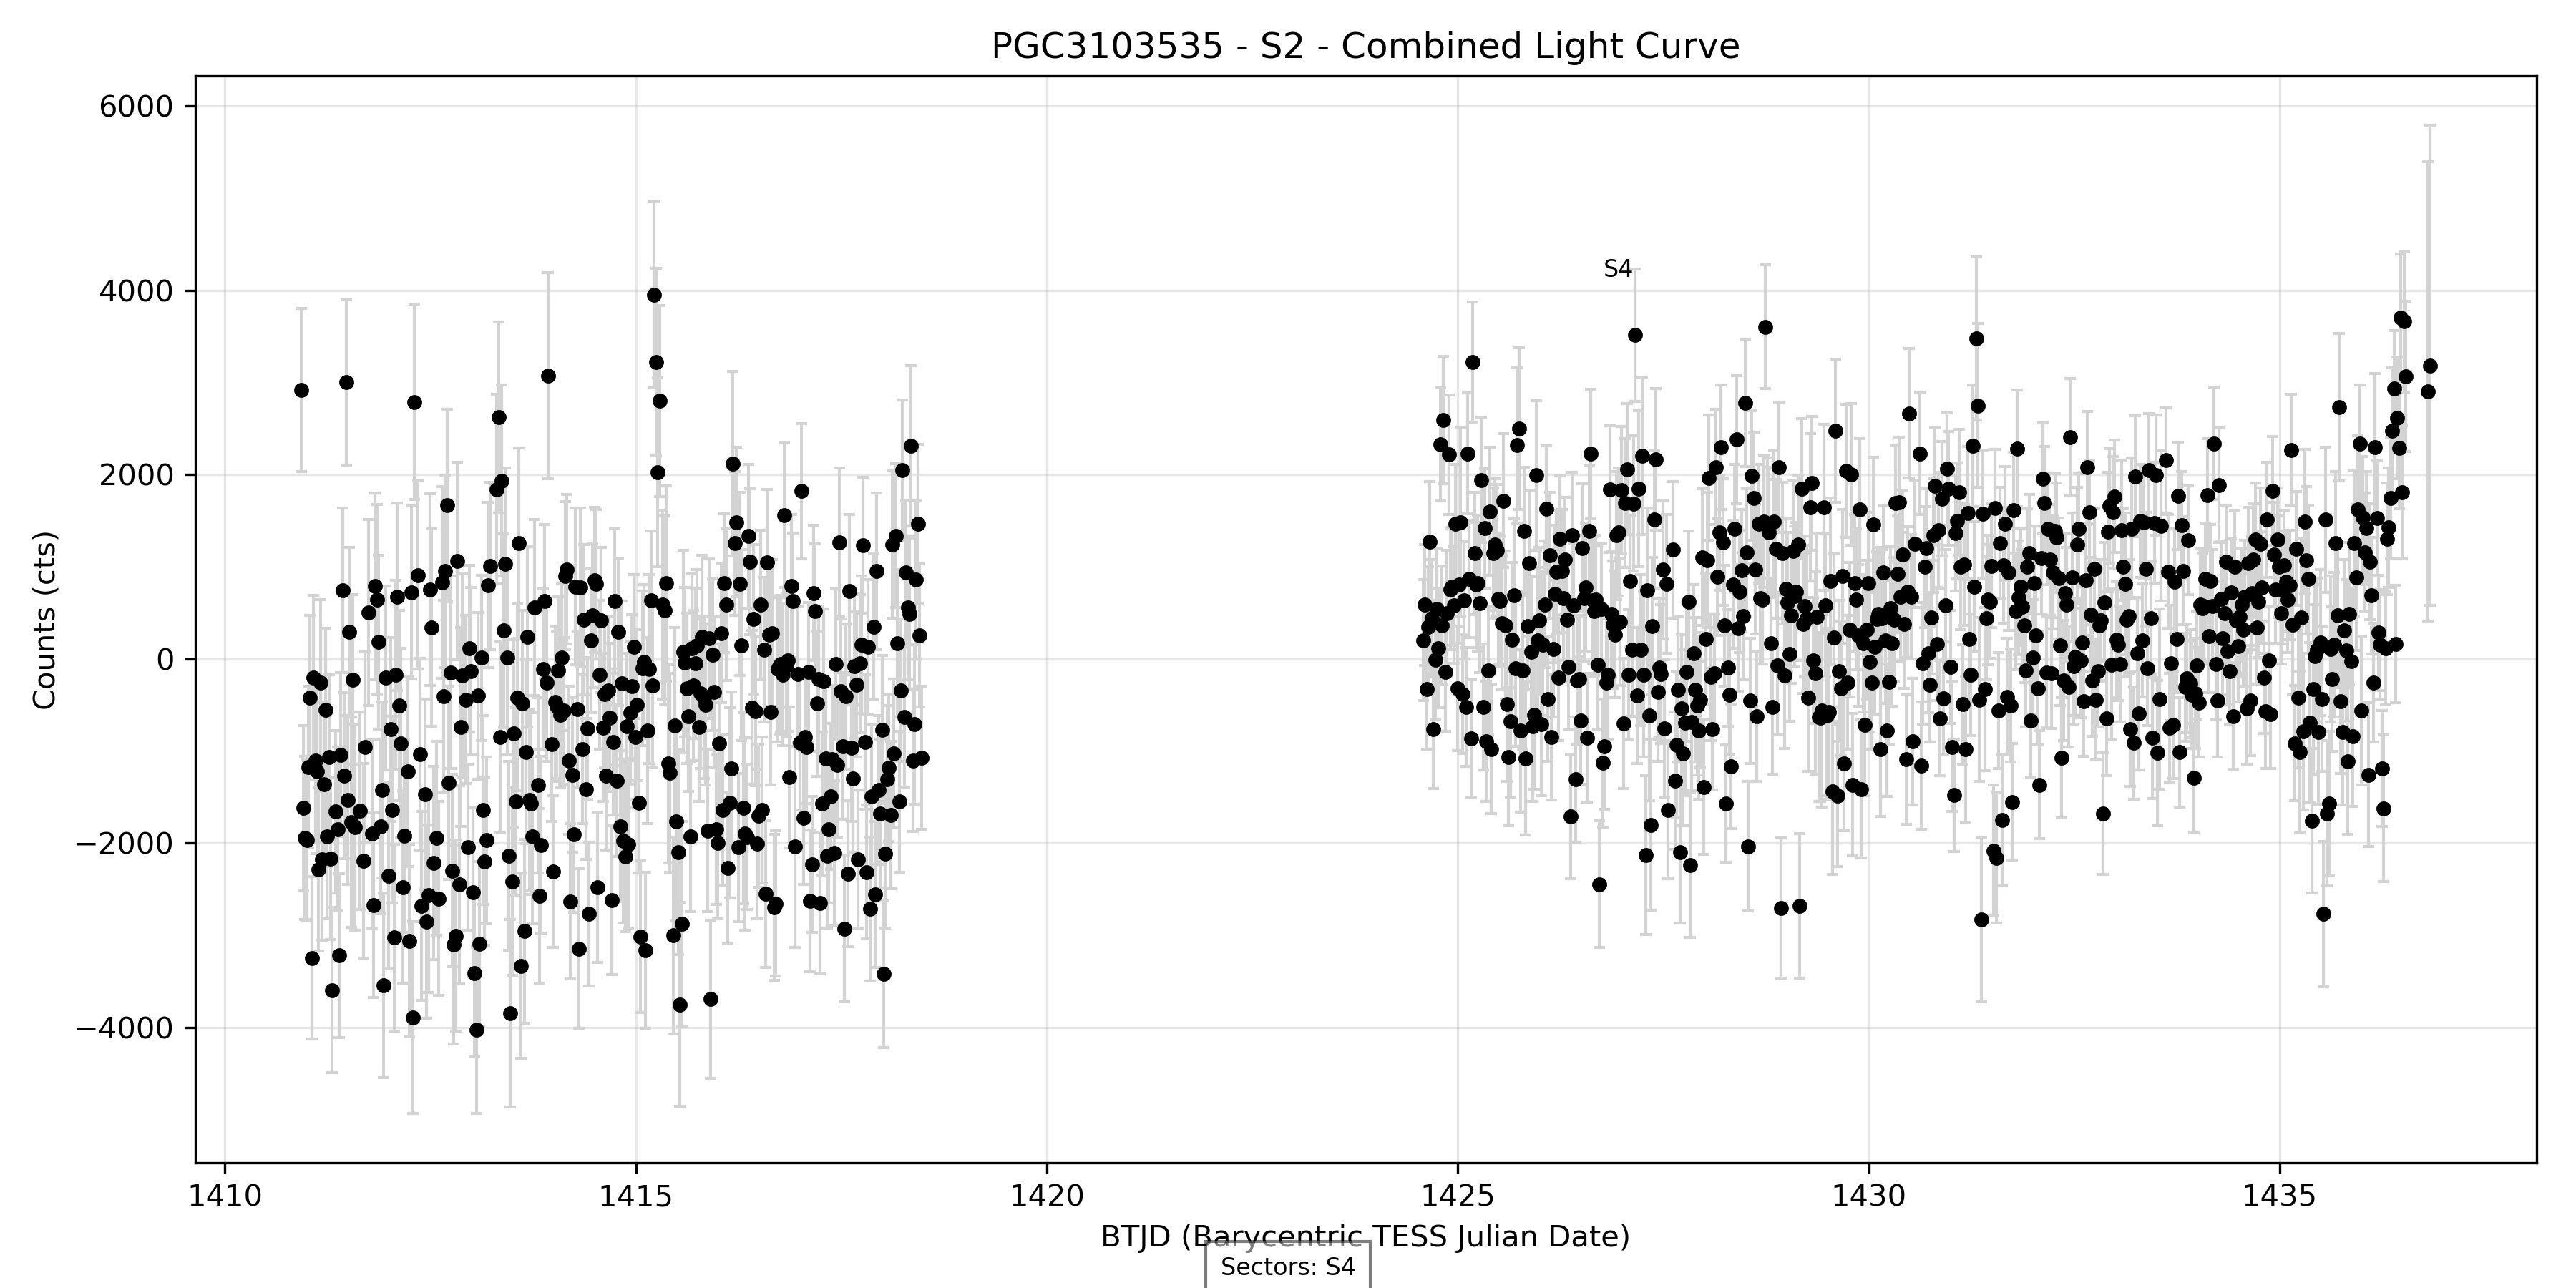 PGC3103535 - S2 - Combined Light Curve
6000
4000
2000
0
−2000
−4000
Counts (cts)
S4
1410
1415
1420
1425
1430
1435
BTJD (Barycentric TESS Julian Date)
Sectors: S4